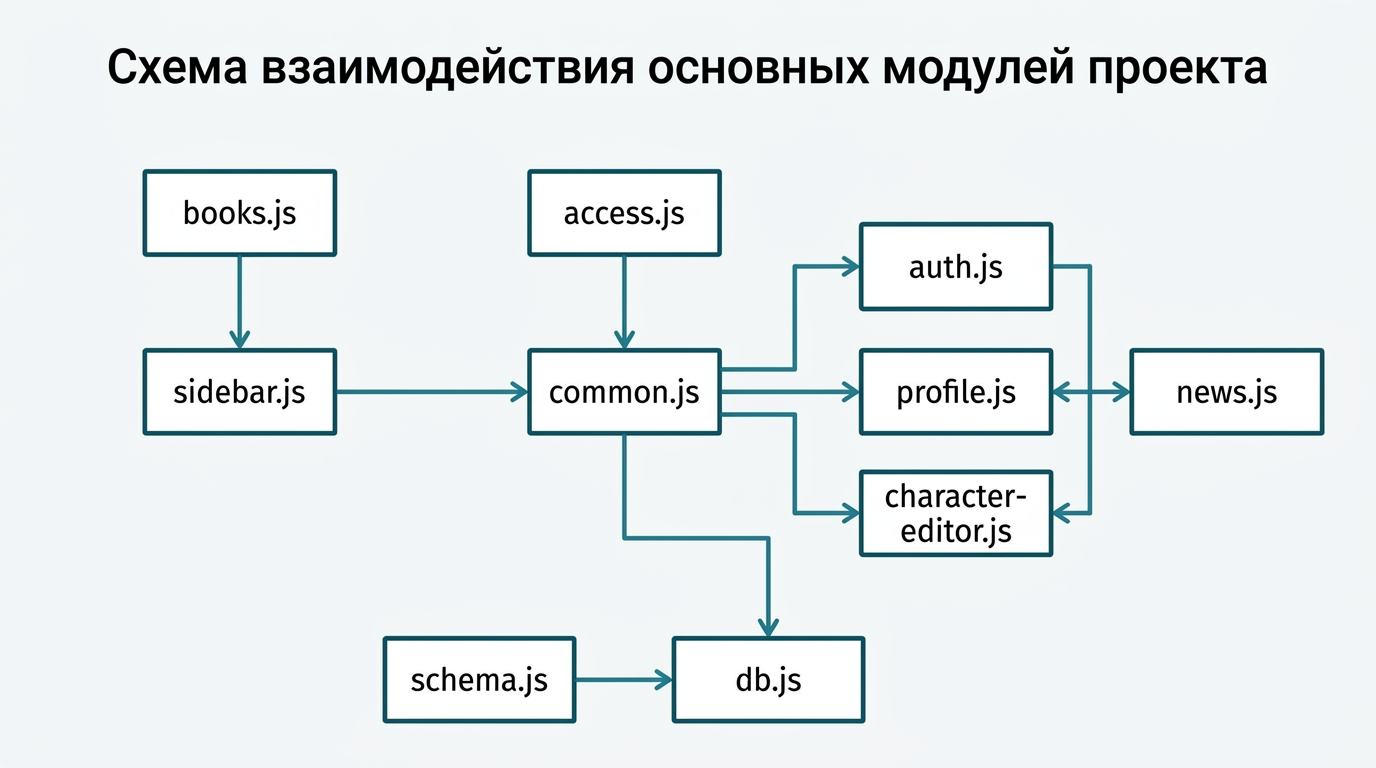 Схема взаимодействия основных модулей проекта
books.js
access.js
auth.js
sidebar.js
common.js
profile.js
news.js
character-
editor.js
schema.js
db.js